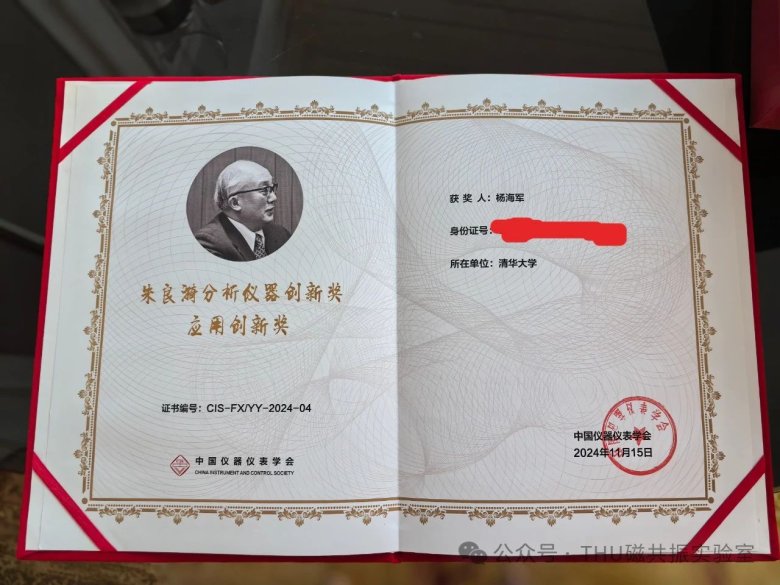 朱良漪分析仪器创新奖
应用创新奖
证书编号：CIS-FX/YY-2024-04
中国仪器仪表学会
CHINA INSTRUMENT AND CONTROL SOCIETY
获 奖 人：杨海军
身份证号：
所在单位：清华大学
中国仪器仪表学会
2024年11月15日
公众号 · THU磁共振实验室